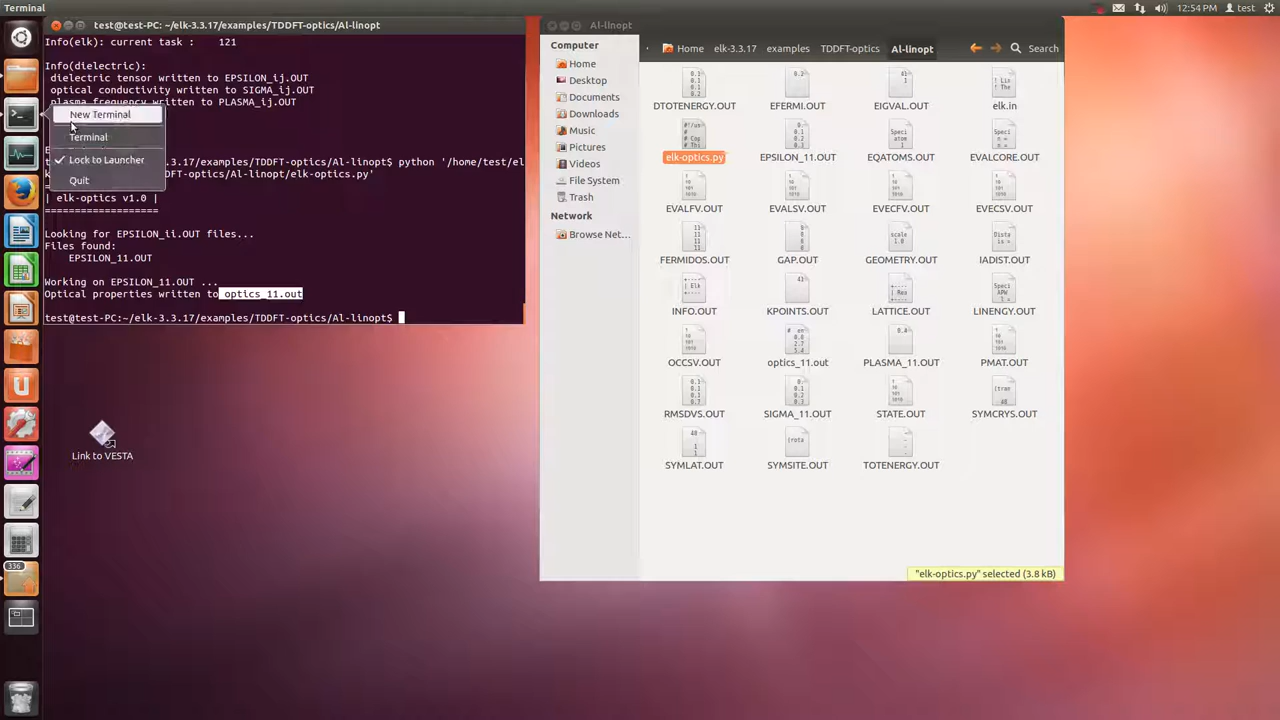 Terminal
12:54 PM
test
test@test-PC: ~/elk-3.3.17/examples/TDDFT-optics/Al-linopt
Info(elk): current task :    121
Info(dielectric):
dielectric tensor written to EPSILON_ij.OUT
optical conductivity written to SIGMA_ij.OUT
plasma frequency written to PLASMA_ij.OUT
New Terminal
Terminal
Lock to Launcher
Quit
.3.17/examples/TDDFT-optics/Al-linopt$ python '/home/test/el
k
/TDDFT-optics/Al-linopt/elk-optics.py'
| elk-optics v1.0 |
===================
Looking for EPSILON_ii.OUT files...
Files found:
EPSILON_11.OUT
Working on EPSILON_11.OUT ...
Optical properties written to optics_11.out
test@test-PC:~/elk-3.3.17/examples/TDDFT-optics/Al-linopt$
Link to VESTA
336
Al-linopt
Computer
Home
Desktop
Documents
Downloads
Music
Pictures
Videos
File System
Trash
Network
Browse Net...
Home elk-3.3.17 examples TDDFT-optics Al-linopt Search
DTOTENERGY.OUT EFERMI.OUT EIGVAL.OUT elk.in
elk-optics.py EPSILON_11.OUT EQATOMS.OUT EVALCORE.OUT
EVALFV.OUT EVALSV.OUT EVECFV.OUT EVECSV.OUT
FERMIDOS.OUT GAP.OUT GEOMETRY.OUT IADIST.OUT
INFO.OUT KPOINTS.OUT LATTICE.OUT LINENGY.OUT
OCCSV.OUT optics_11.out PLASMA_11.OUT PMAT.OUT
RMSDVS.OUT SIGMA_11.OUT STATE.OUT SYMCRYS.OUT
SYMLAT.OUT SYMSITE.OUT TOTENERGY.OUT
"elk-optics.py" selected (3.8 kB)